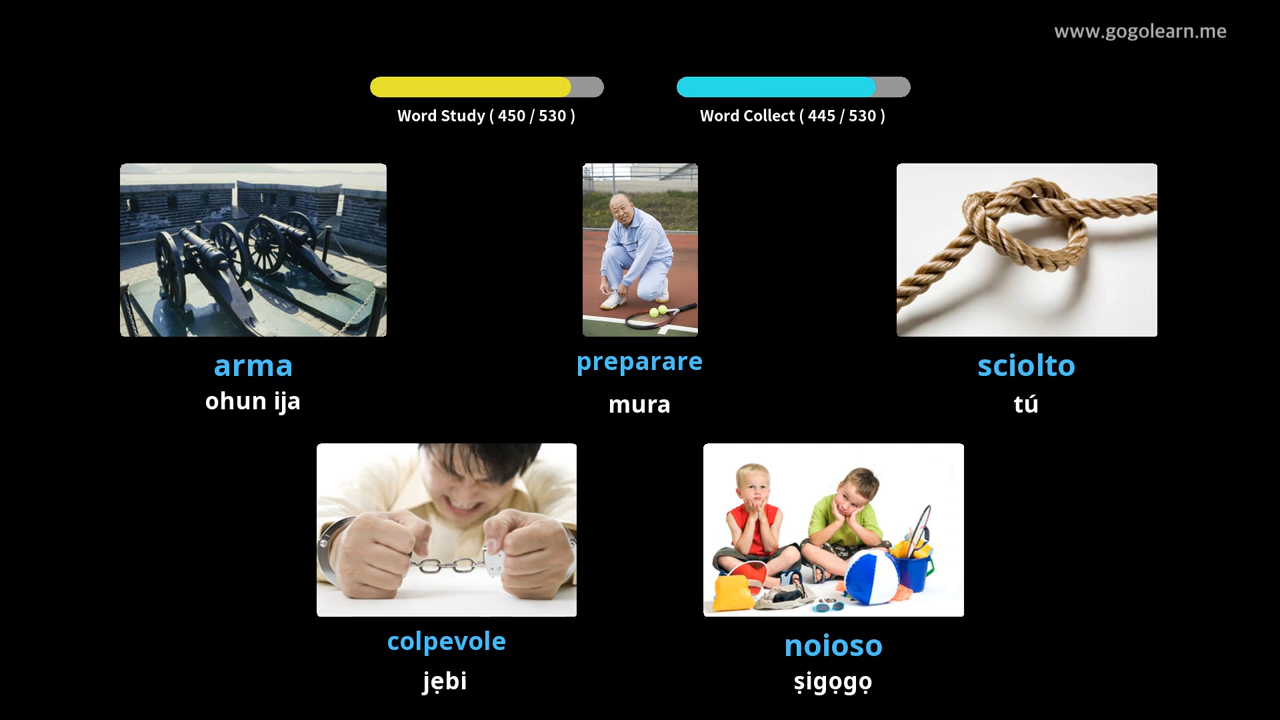 www.gogolearn.me
Word Study ( 450 / 530 )
Word Collect ( 445 / 530 )
arma
ohun ija
preparare
mura
sciolto
tú
colpevole
jẹbi
noioso
ṣigọgọ